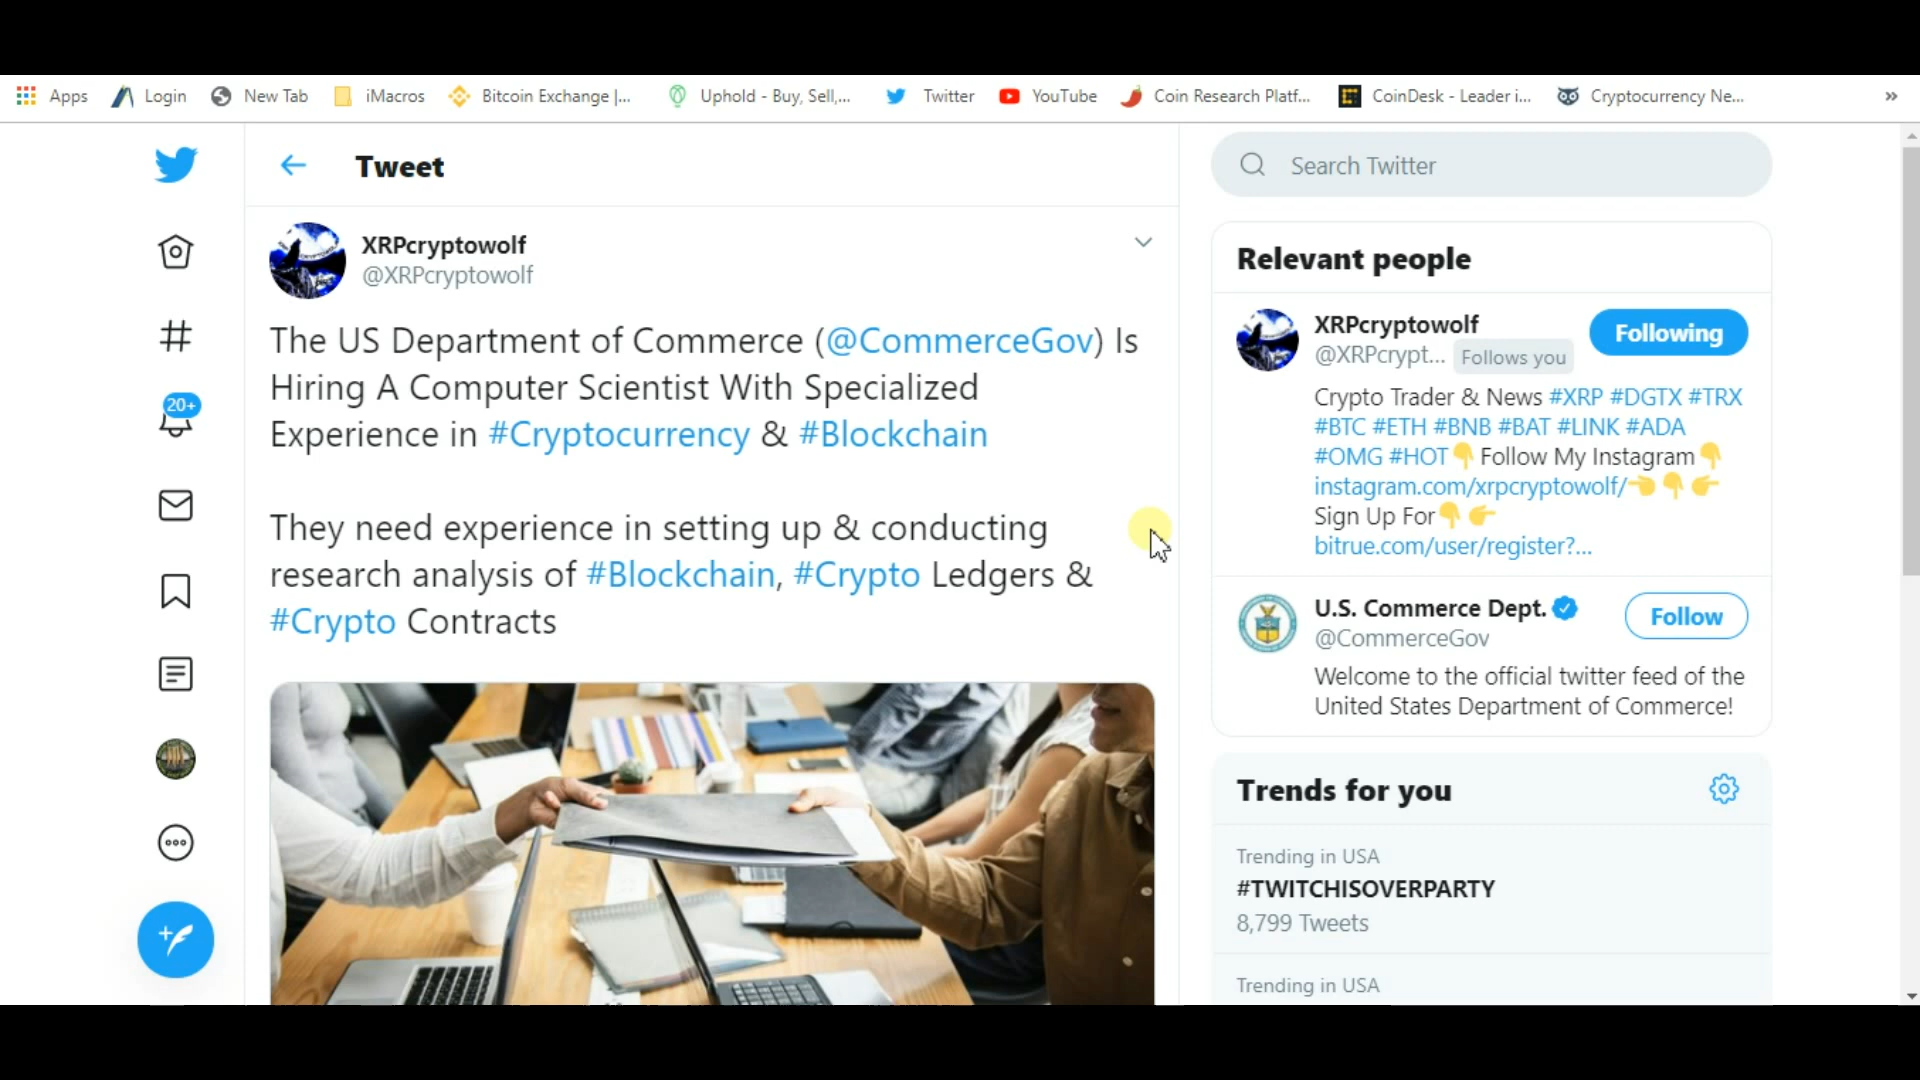 Apps Login New Tab iMacros Bitcoin Exchange |... Uphold - Buy, Sell,... Twitter YouTube Coin Research Platf... CoinDesk - Leader i... Cryptocurrency Ne... »
Tweet
XRPcryptowolf
@XRPcryptowolf
The US Department of Commerce (@CommerceGov) Is
Hiring A Computer Scientist With Specialized
Experience in #Cryptocurrency & #Blockchain
They need experience in setting up & conducting
research analysis of #Blockchain, #Crypto Ledgers &
#Crypto Contracts
20+
Search Twitter
Relevant people
XRPcryptowolf
@XRPcrypt... Follows you
Following
Crypto Trader & News #XRP #DGTX #TRX
#BTC #ETH #BNB #BAT #LINK #ADA
#OMG #HOT👇 Follow My Instagram👇
instagram.com/xrpcryptowolf/👈👇👉
Sign Up For👇👉
bitrue.com/user/register?...
U.S. Commerce Dept.
@CommerceGov
Follow
Welcome to the official twitter feed of the
United States Department of Commerce!
Trends for you
Trending in USA
#TWITCHISOVERPARTY
8,799 Tweets
Trending in USA